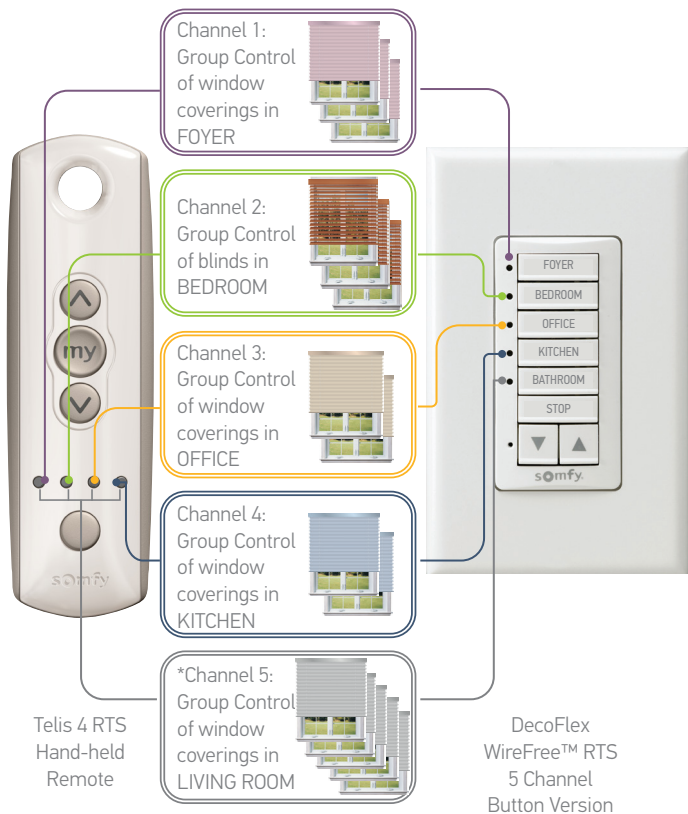 Channel 1:
Group Control
of window
coverings in
FOYER
Channel 2:
Group Control
of blinds in
BEDROOM
Channel 3:
Group Control
of window
coverings in
OFFICE
Channel 4:
Group Control
of window
coverings in
KITCHEN
*Channel 5:
Group Control
of window
coverings in
LIVING ROOM
my
somfy
Telis 4 RTS
Hand-held
Remote
FOYER
BEDROOM
OFFICE
KITCHEN
BATHROOM
STOP
somfy.
DecoFlex
WireFree™ RTS
5 Channel
Button Version